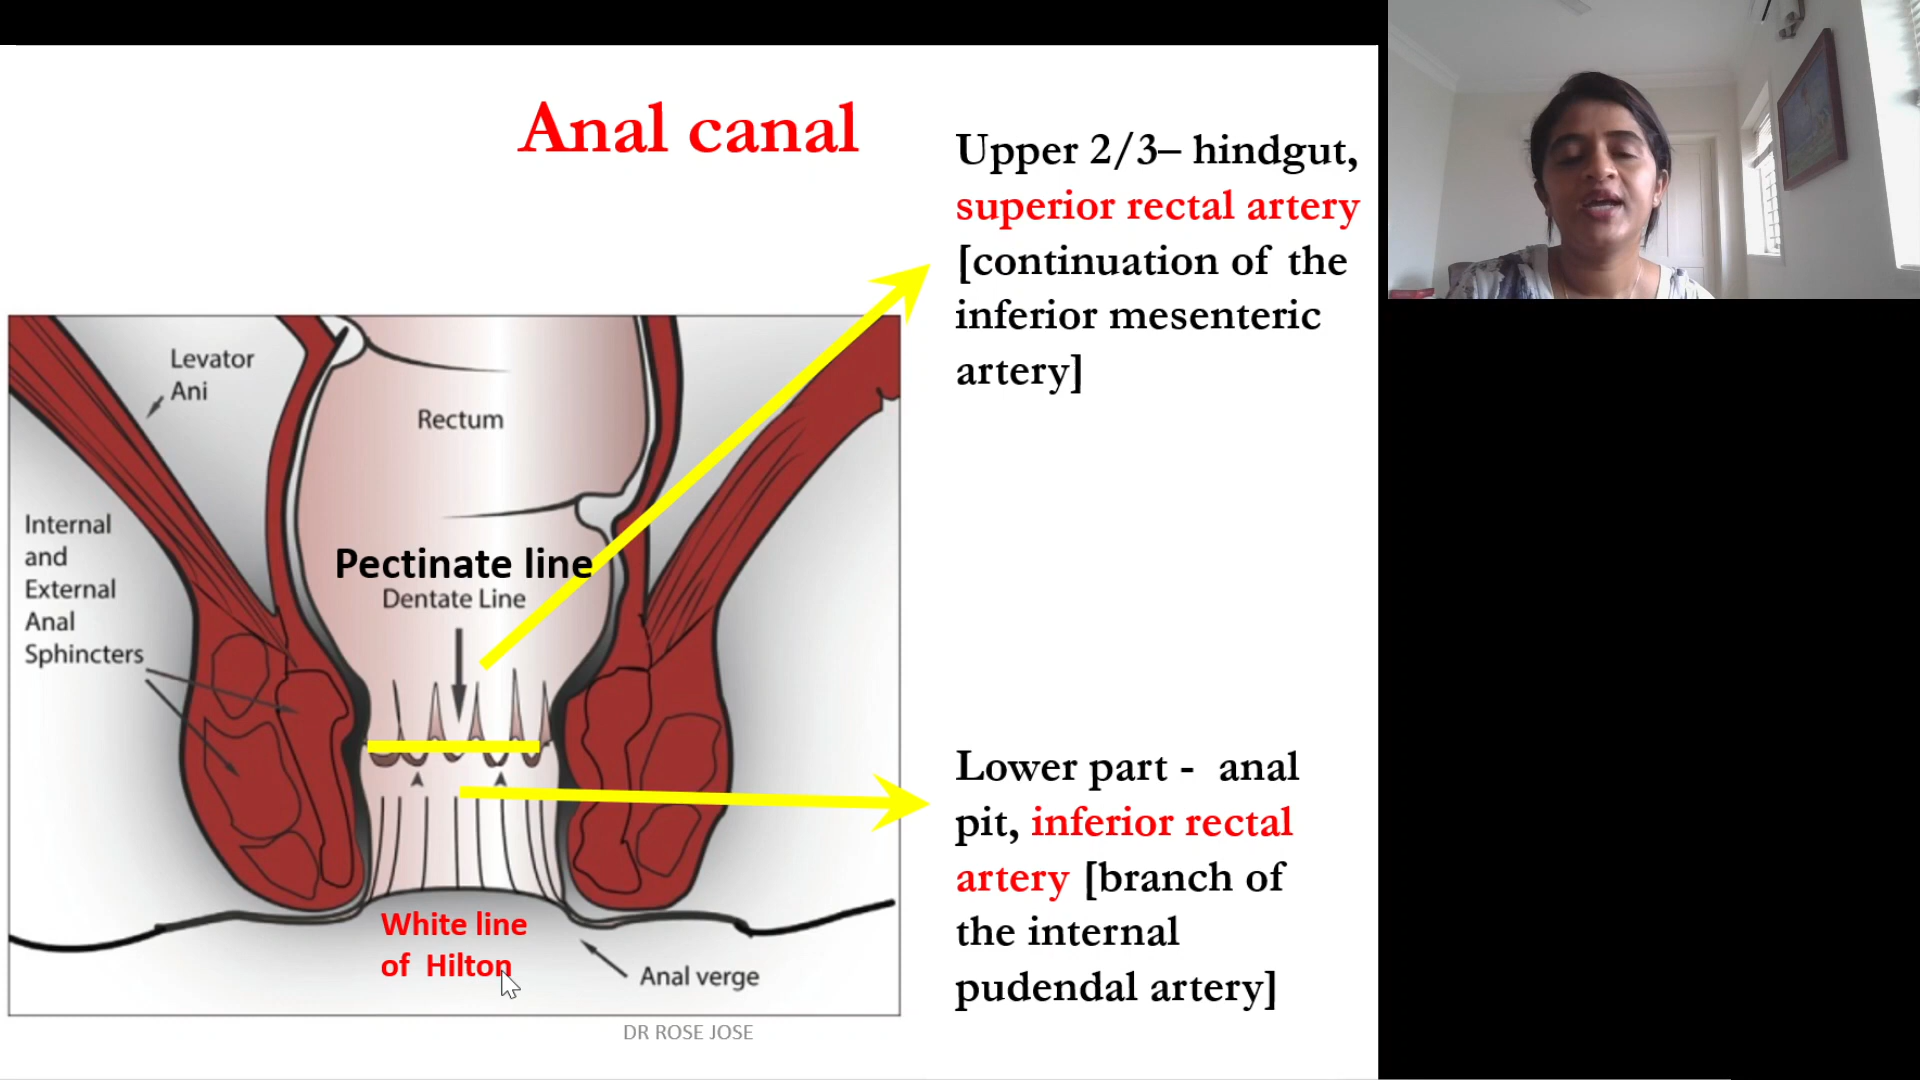 Anal canal
Upper 2/3– hindgut,
superior rectal artery
[continuation of the
inferior mesenteric
artery]
Levator
Ani
Rectum
Internal
and
External
Anal
Sphincters
Pectinate line
Dentate Line
Lower part - anal
pit, inferior rectal
artery [branch of
the internal
pudendal artery]
White line
of Hilton
Anal verge
DR ROSE JOSE